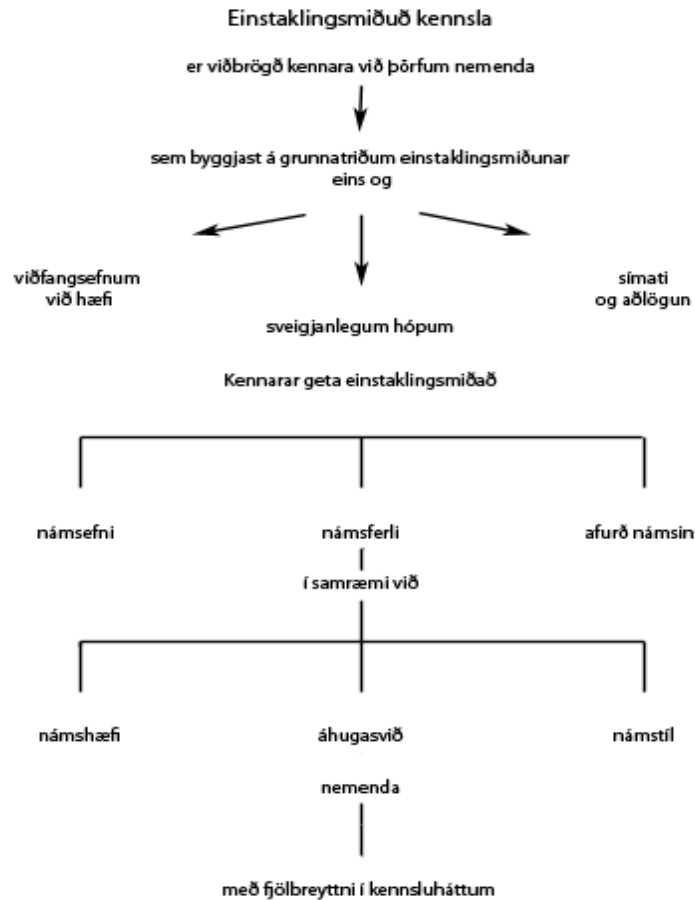 Einstaklingsmiðuð kennsla
er viðbrögð kennara við þörfum nemenda
sem byggjast á grunnatriðum einstaklingsmiðunar
eins og
viðfangsefnum
við hæfi
sveigjanlegum hópum
símati
og aðlögun
Kennarar geta einstaklingsmiðað
námsefni
námsferli
afurð námsin
í samræmi við
námshæfi
áhugasvið
námstíl
nemenda
með fjölbreyttni í kennsluháttum